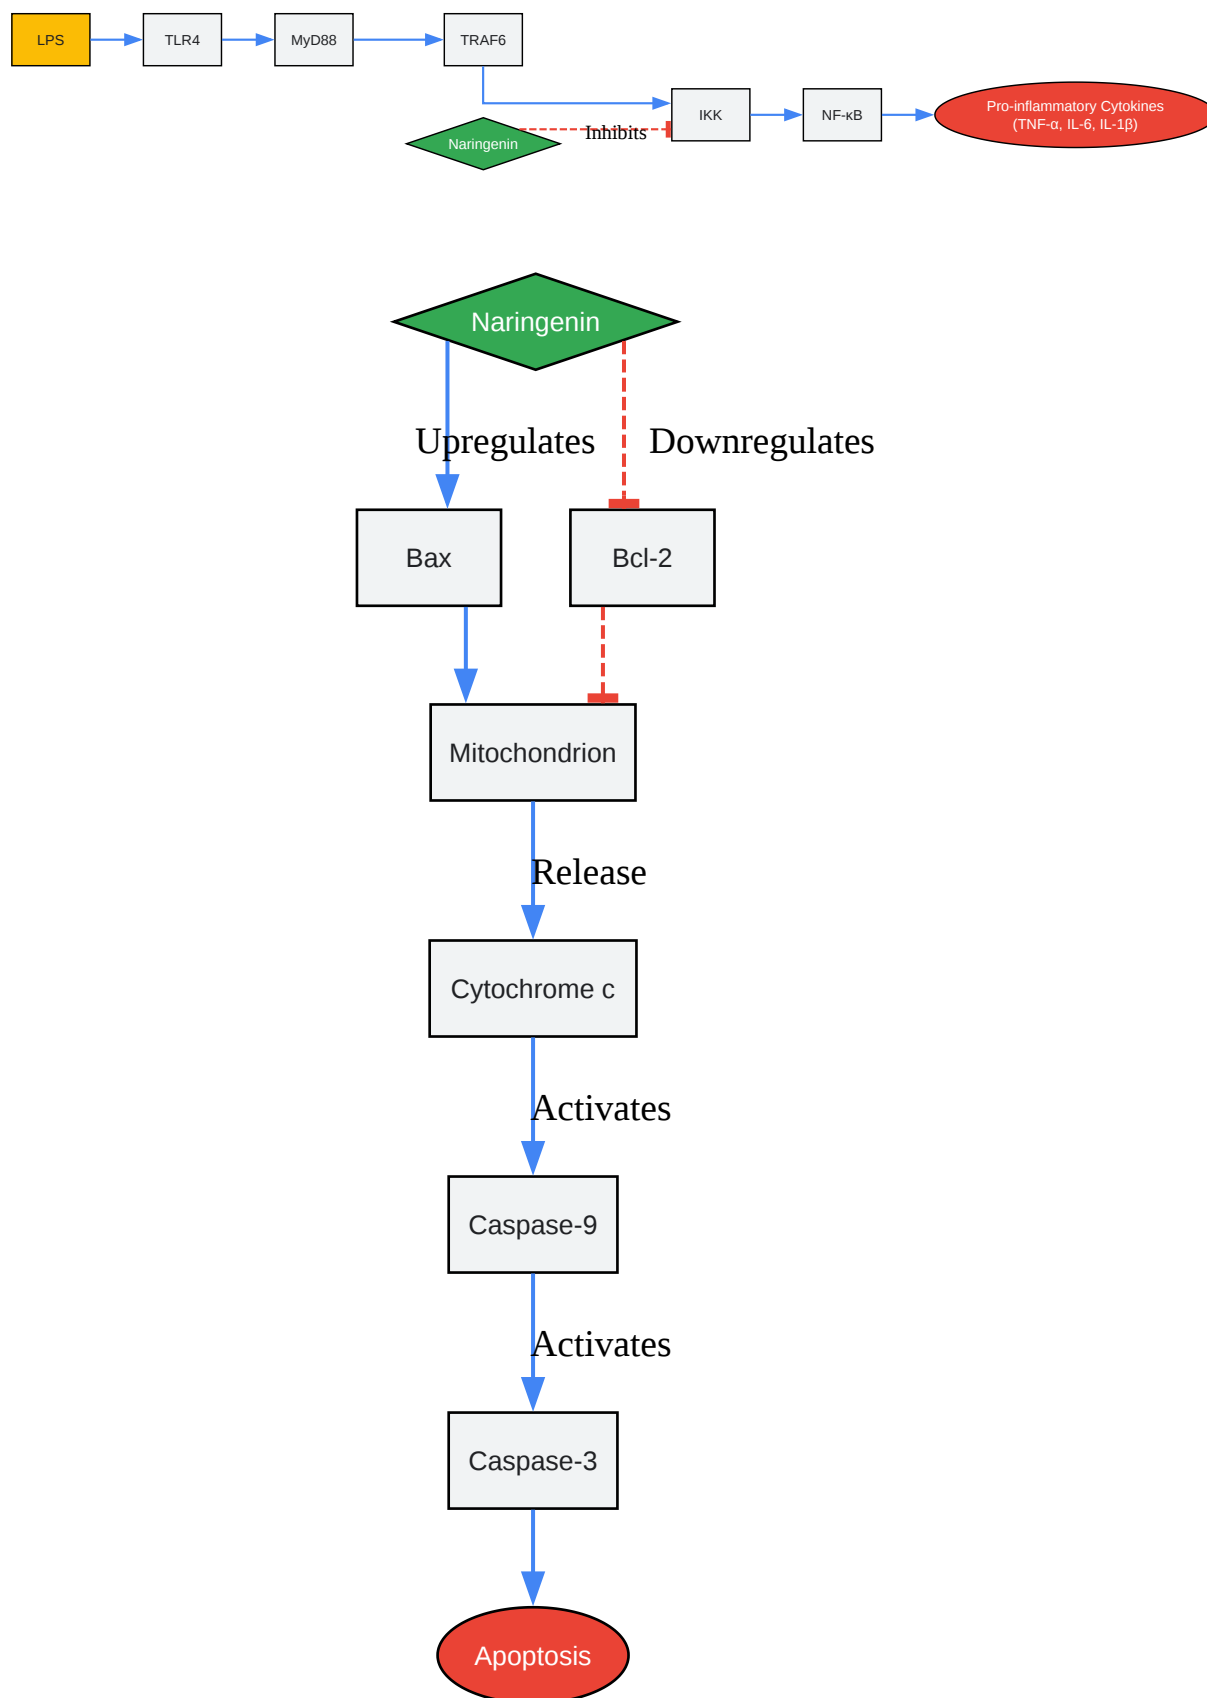 LPS
TLR4
MyD88
TRAF6
IKK
NF-κB
Pro-inflammatory Cytokines
(TNF-α, IL-6, IL-1β)
Naringenin
Inhibits
Naringenin
Upregulates
Downregulates
Bax
Bcl-2
Mitochondrion
Release
Cytochrome c
Activates
Caspase-9
Activates
Caspase-3
Apoptosis